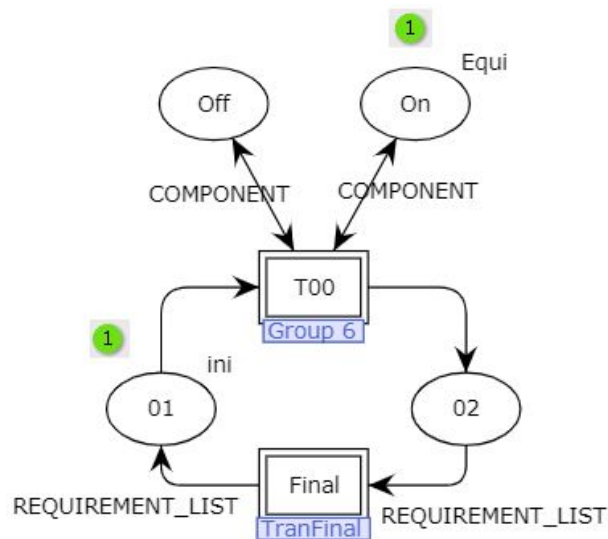 1
Equi
Off
On
COMPONENT
COMPONENT
T00
Group 6
1
ini
01
02
Final
REQUIREMENT_LIST
TranFinal
REQUIREMENT_LIST